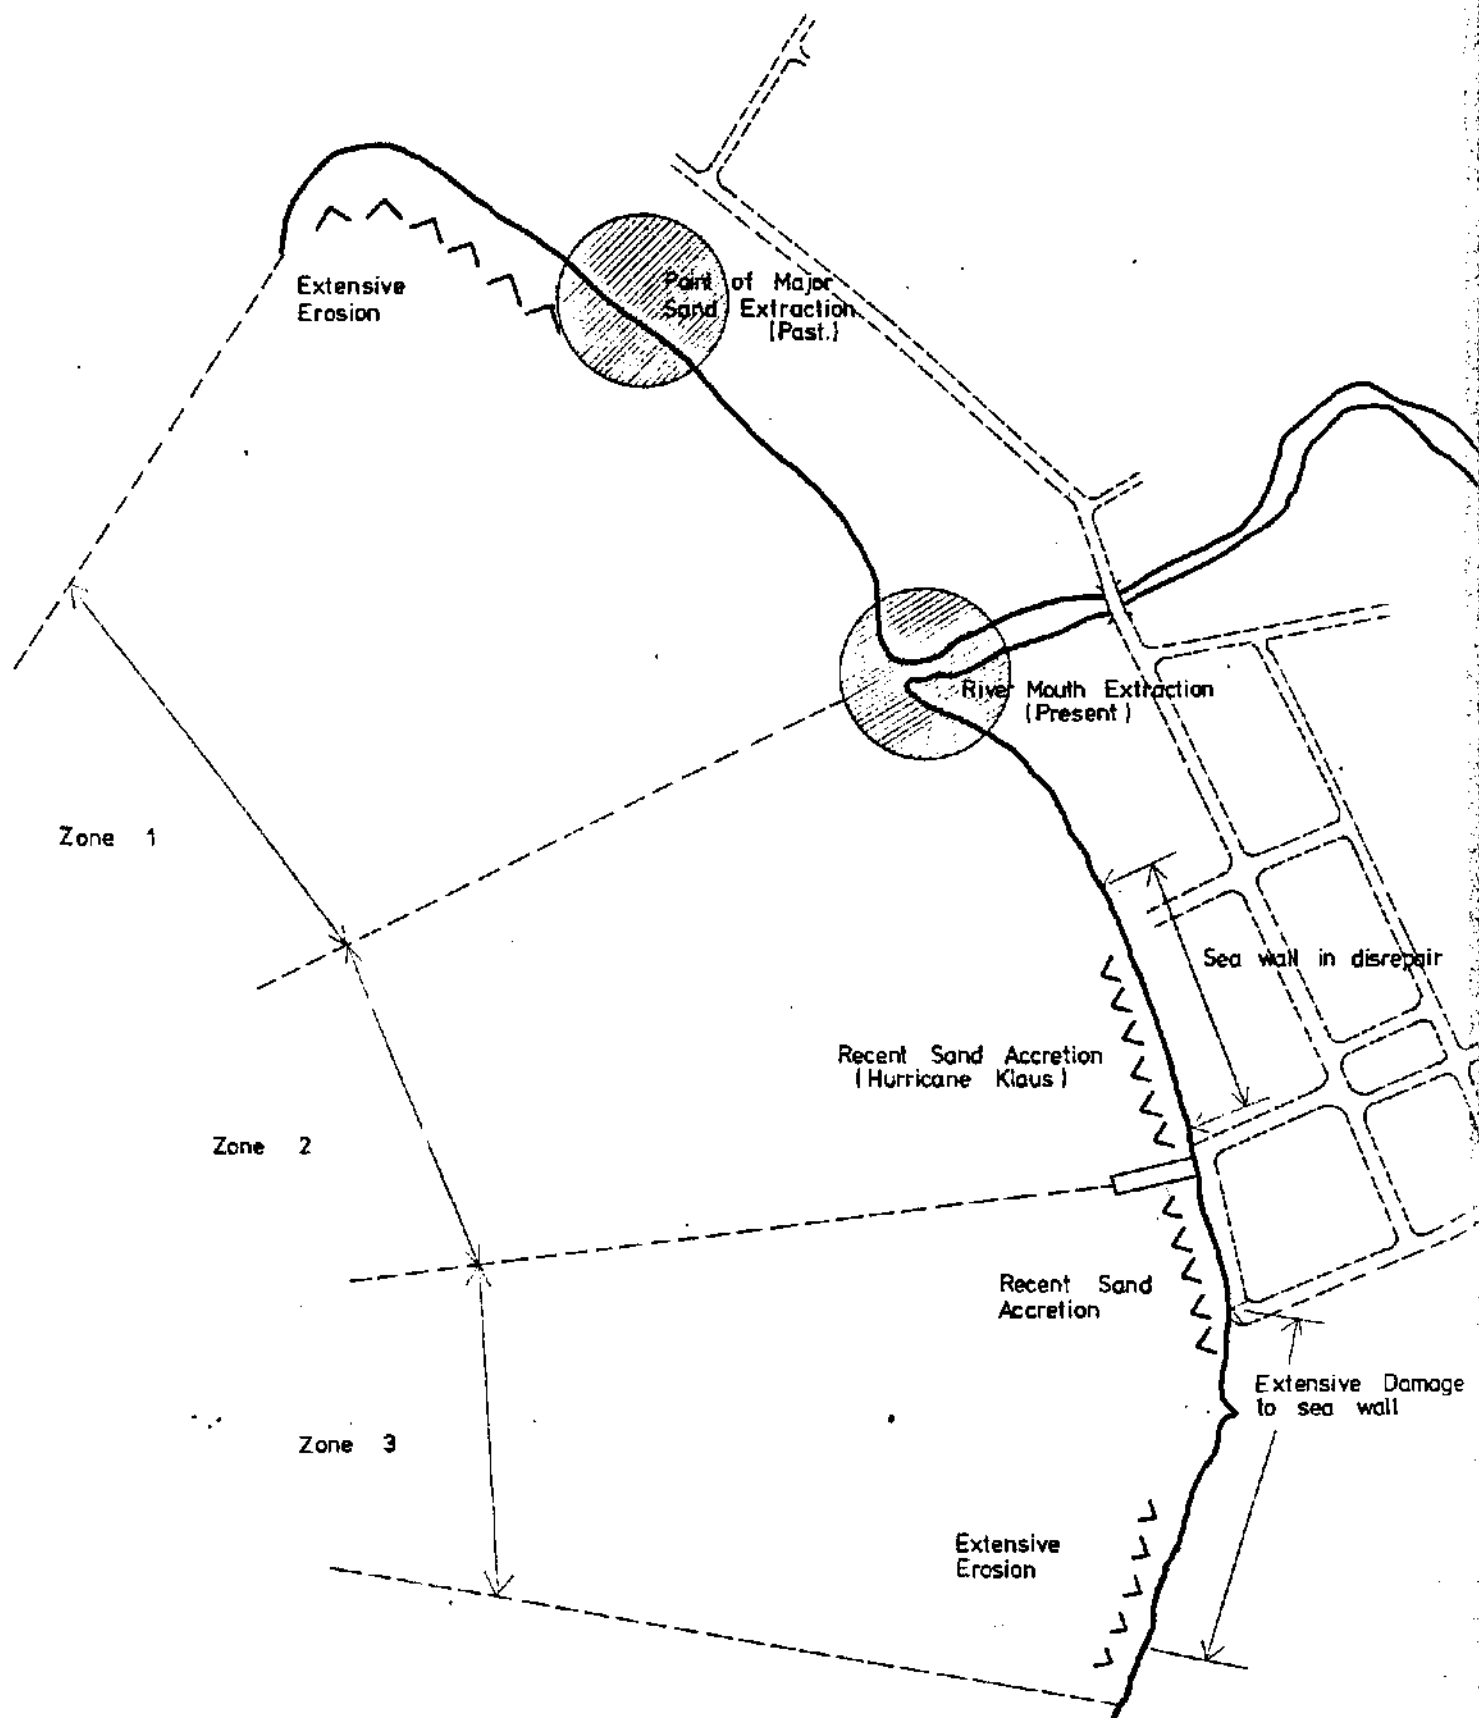 Extensive
Erosion
Point of Major
Sand Extraction
(Past.)
River Mouth Extraction
(Present)
Zone 1
Sea wall in disrepair
Recent Sand Accretion
(Hurricane Klaus)
Zone 2
Recent Sand
Accretion
Extensive Damage
to sea wall
Zone 3
Extensive
Erosion